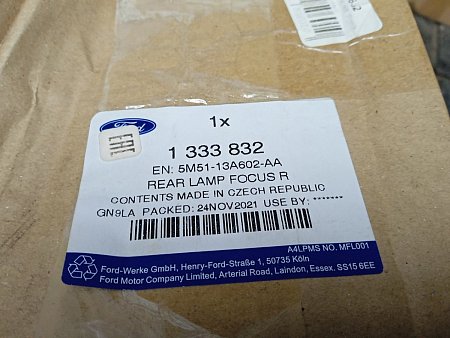 Ford
EAC
1x
1 333 832
EN: 5M51-13A602-AA
REAR LAMP FOCUS R
CONTENTS MADE IN CZECH REPUBLIC
GN9LA PACKED: 24NOV2021 USE BY: *******
A4LPMS NO. MFL001
Ford-Werke GmbH, Henry-Ford-Straße 1, 50735 Köln
Ford Motor Company Limited, Arterial Road, Laindon, Essex. SS15 6EE